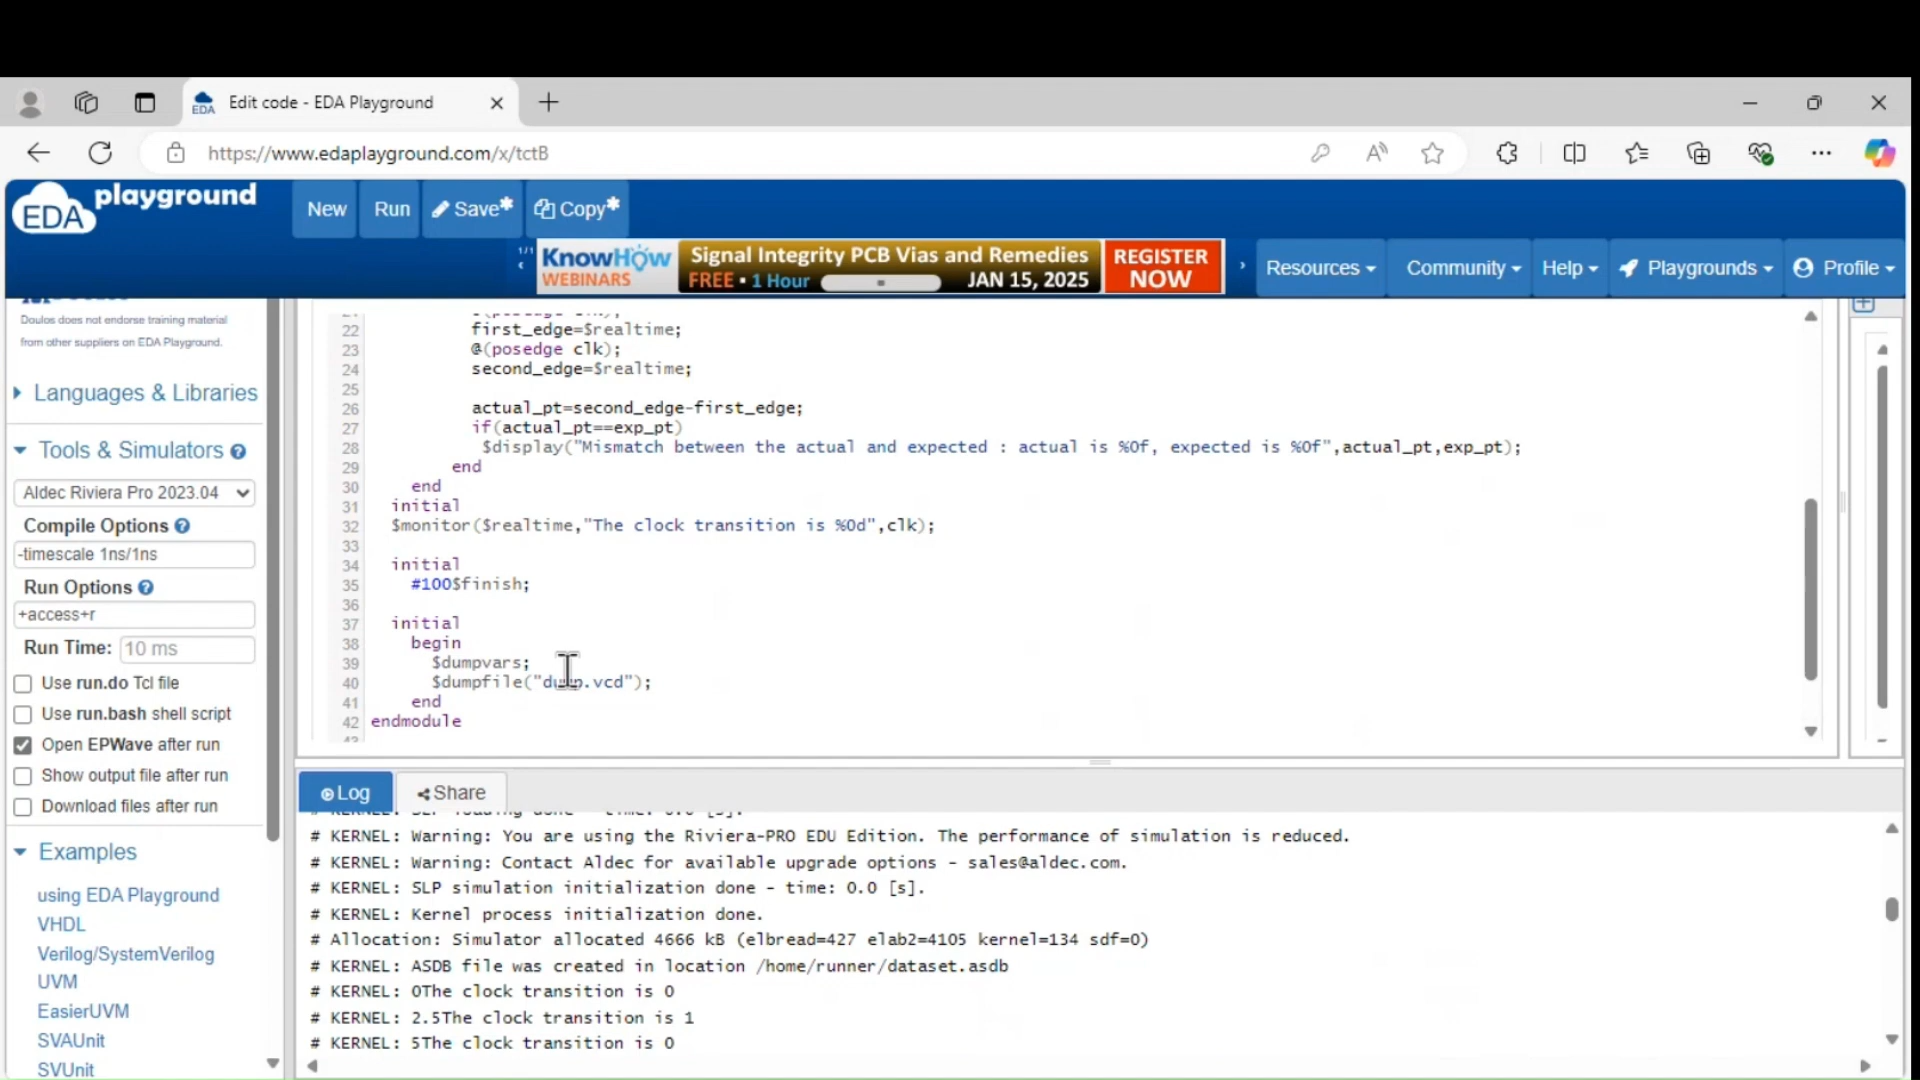 Edit code - EDA Playground
https://www.edaplayground.com/x/tctB
EDA playground
New Run Save* Copy*
1/1
KnowHow WEBINARS
Signal Integrity PCB Vias and Remedies
FREE • 1 Hour
JAN 15, 2025
REGISTER NOW
Resources Community Help Playgrounds Profile
Doulos does not endorse training material
from other suppliers on EDA Playground.
Languages & Libraries
Tools & Simulators
Aldec Riviera Pro 2023.04
Compile Options
-timescale 1ns/1ns
Run Options
+access+r
Run Time: 10 ms
Use run.do Tcl file
Use run.bash shell script
Open EPWave after run
Show output file after run
Download files after run
Examples
using EDA Playground
VHDL
Verilog/SystemVerilog
UVM
EasierUVM
SVAUnit
SVUnit
22 first_edge=$realtime;
23 @(posedge clk);
24 second_edge=$realtime;
25
26 actual_pt=second_edge-first_edge;
27 if(actual_pt==exp_pt)
28 $display("Mismatch between the actual and expected : actual is %0f, expected is %0f",actual_pt,exp_pt);
29 end
30 end
31 initial
32 $monitor($realtime,"The clock transition is %0d",clk);
33
34 initial
35 #100$finish;
36
37 initial
38 begin
39 $dumpvars;
40 $dumpfile("dump.vcd");
41 end
42 endmodule
43
Log Share
# KERNEL: SLP loading done - time: 0.0 [s].
# KERNEL: Warning: You are using the Riviera-PRO EDU Edition. The performance of simulation is reduced.
# KERNEL: Warning: Contact Aldec for available upgrade options - sales@aldec.com.
# KERNEL: SLP simulation initialization done - time: 0.0 [s].
# KERNEL: Kernel process initialization done.
# Allocation: Simulator allocated 4666 kB (elbread=427 elab2=4105 kernel=134 sdf=0)
# KERNEL: ASDB file was created in location /home/runner/dataset.asdb
# KERNEL: 0The clock transition is 0
# KERNEL: 2.5The clock transition is 1
# KERNEL: 5The clock transition is 0